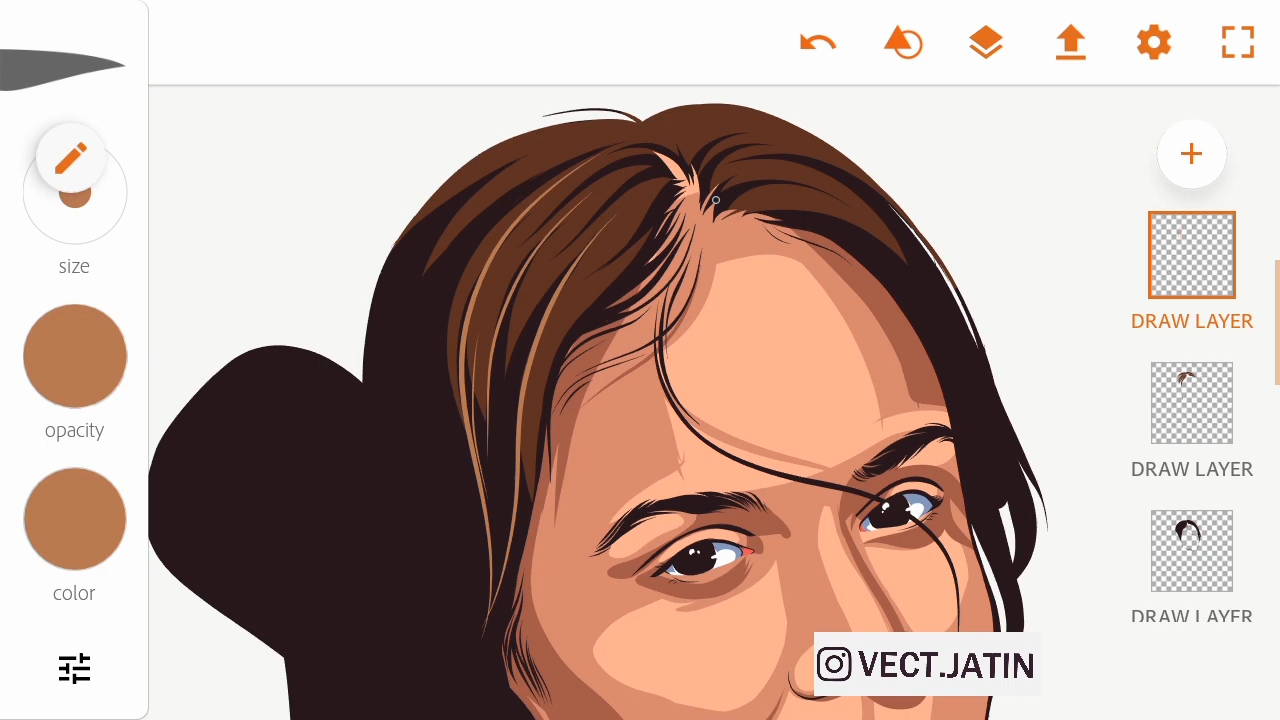 size
opacity
color
DRAW LAYER
DRAW LAYER
DRAW LAYER
VECT.JATIN